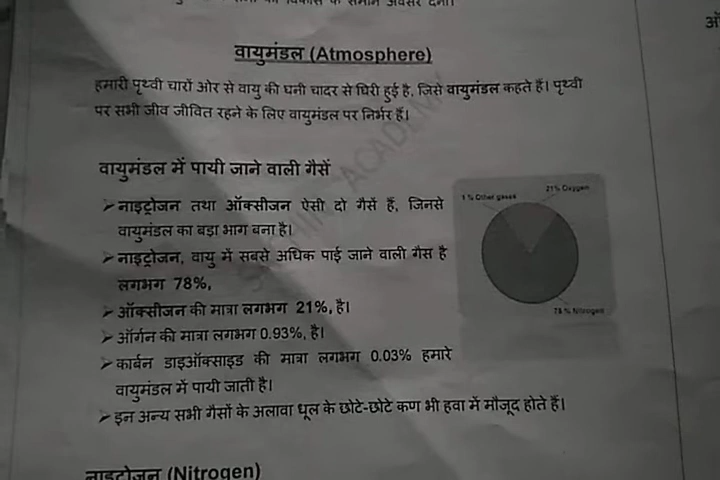 वायुमंडल (Atmosphere)
हमारी पृथ्वी चारों ओर से वायु की घनी चादर से घिरी हुई है, जिसे वायुमंडल कहते हैं। पृथ्वी
पर सभी जीव जीवित रहने के लिए वायुमंडल पर निर्भर हैं।
वायुमंडल में पायी जाने वाली गैसें
➢ नाइट्रोजन तथा ऑक्सीजन ऐसी दो गैसें हैं, जिनसे
वायुमंडल का बड़ा भाग बना है।
➢ नाइट्रोजन, वायु में सबसे अधिक पाई जाने वाली गैस है
लगभग 78%,
➢ ऑक्सीजन की मात्रा लगभग 21%, है।
➢ ऑर्गन की मात्रा लगभग 0.93%, है।
➢ कार्बन डाइऑक्साइड की मात्रा लगभग 0.03% हमारे
वायुमंडल में पायी जाती है।
➢ इन अन्य सभी गैसों के अलावा धूल के छोटे-छोटे कण भी हवा में मौजूद होते हैं।
1 % Other gases
21% Oxygen
78 % Nitrogen
ACADEMY
नाइट्रोजन (Nitrogen)